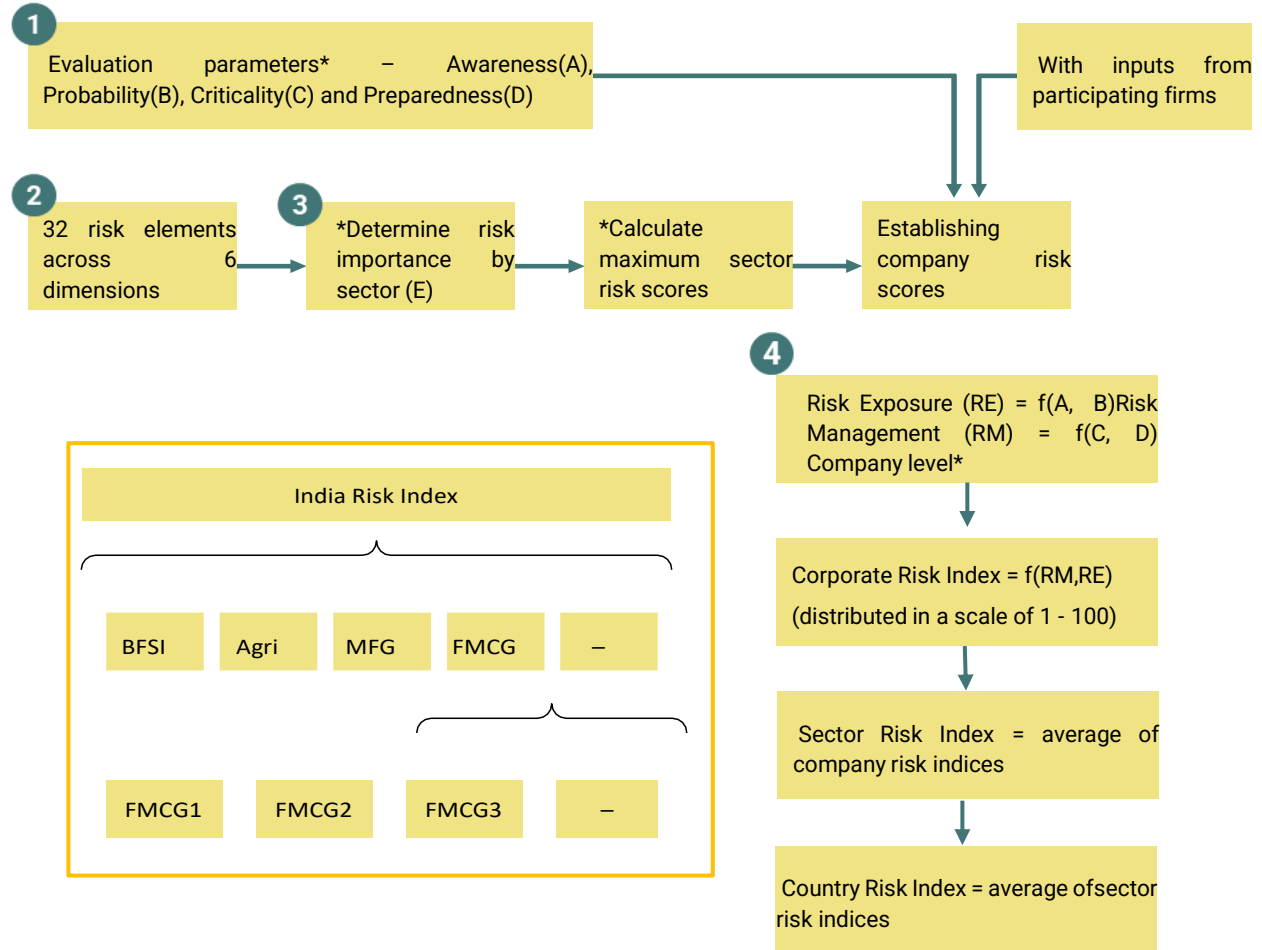 1
Evaluation parameters* – Awareness(A),
Probability(B), Criticality(C) and Preparedness(D)
With inputs from
participating firms
2
32 risk elements
across 6
dimensions
3
*Determine risk
importance by
sector (E)
*Calculate
maximum sector
risk scores
Establishing
company risk
scores
4
Risk Exposure (RE) = f(A, B)Risk
Management (RM) = f(C, D)
Company level*
Corporate Risk Index = f(RM,RE)
(distributed in a scale of 1 - 100)
Sector Risk Index = average of
company risk indices
Country Risk Index = average ofsector
risk indices
India Risk Index
BFSI Agri MFG FMCG –
FMCG1 FMCG2 FMCG3 –